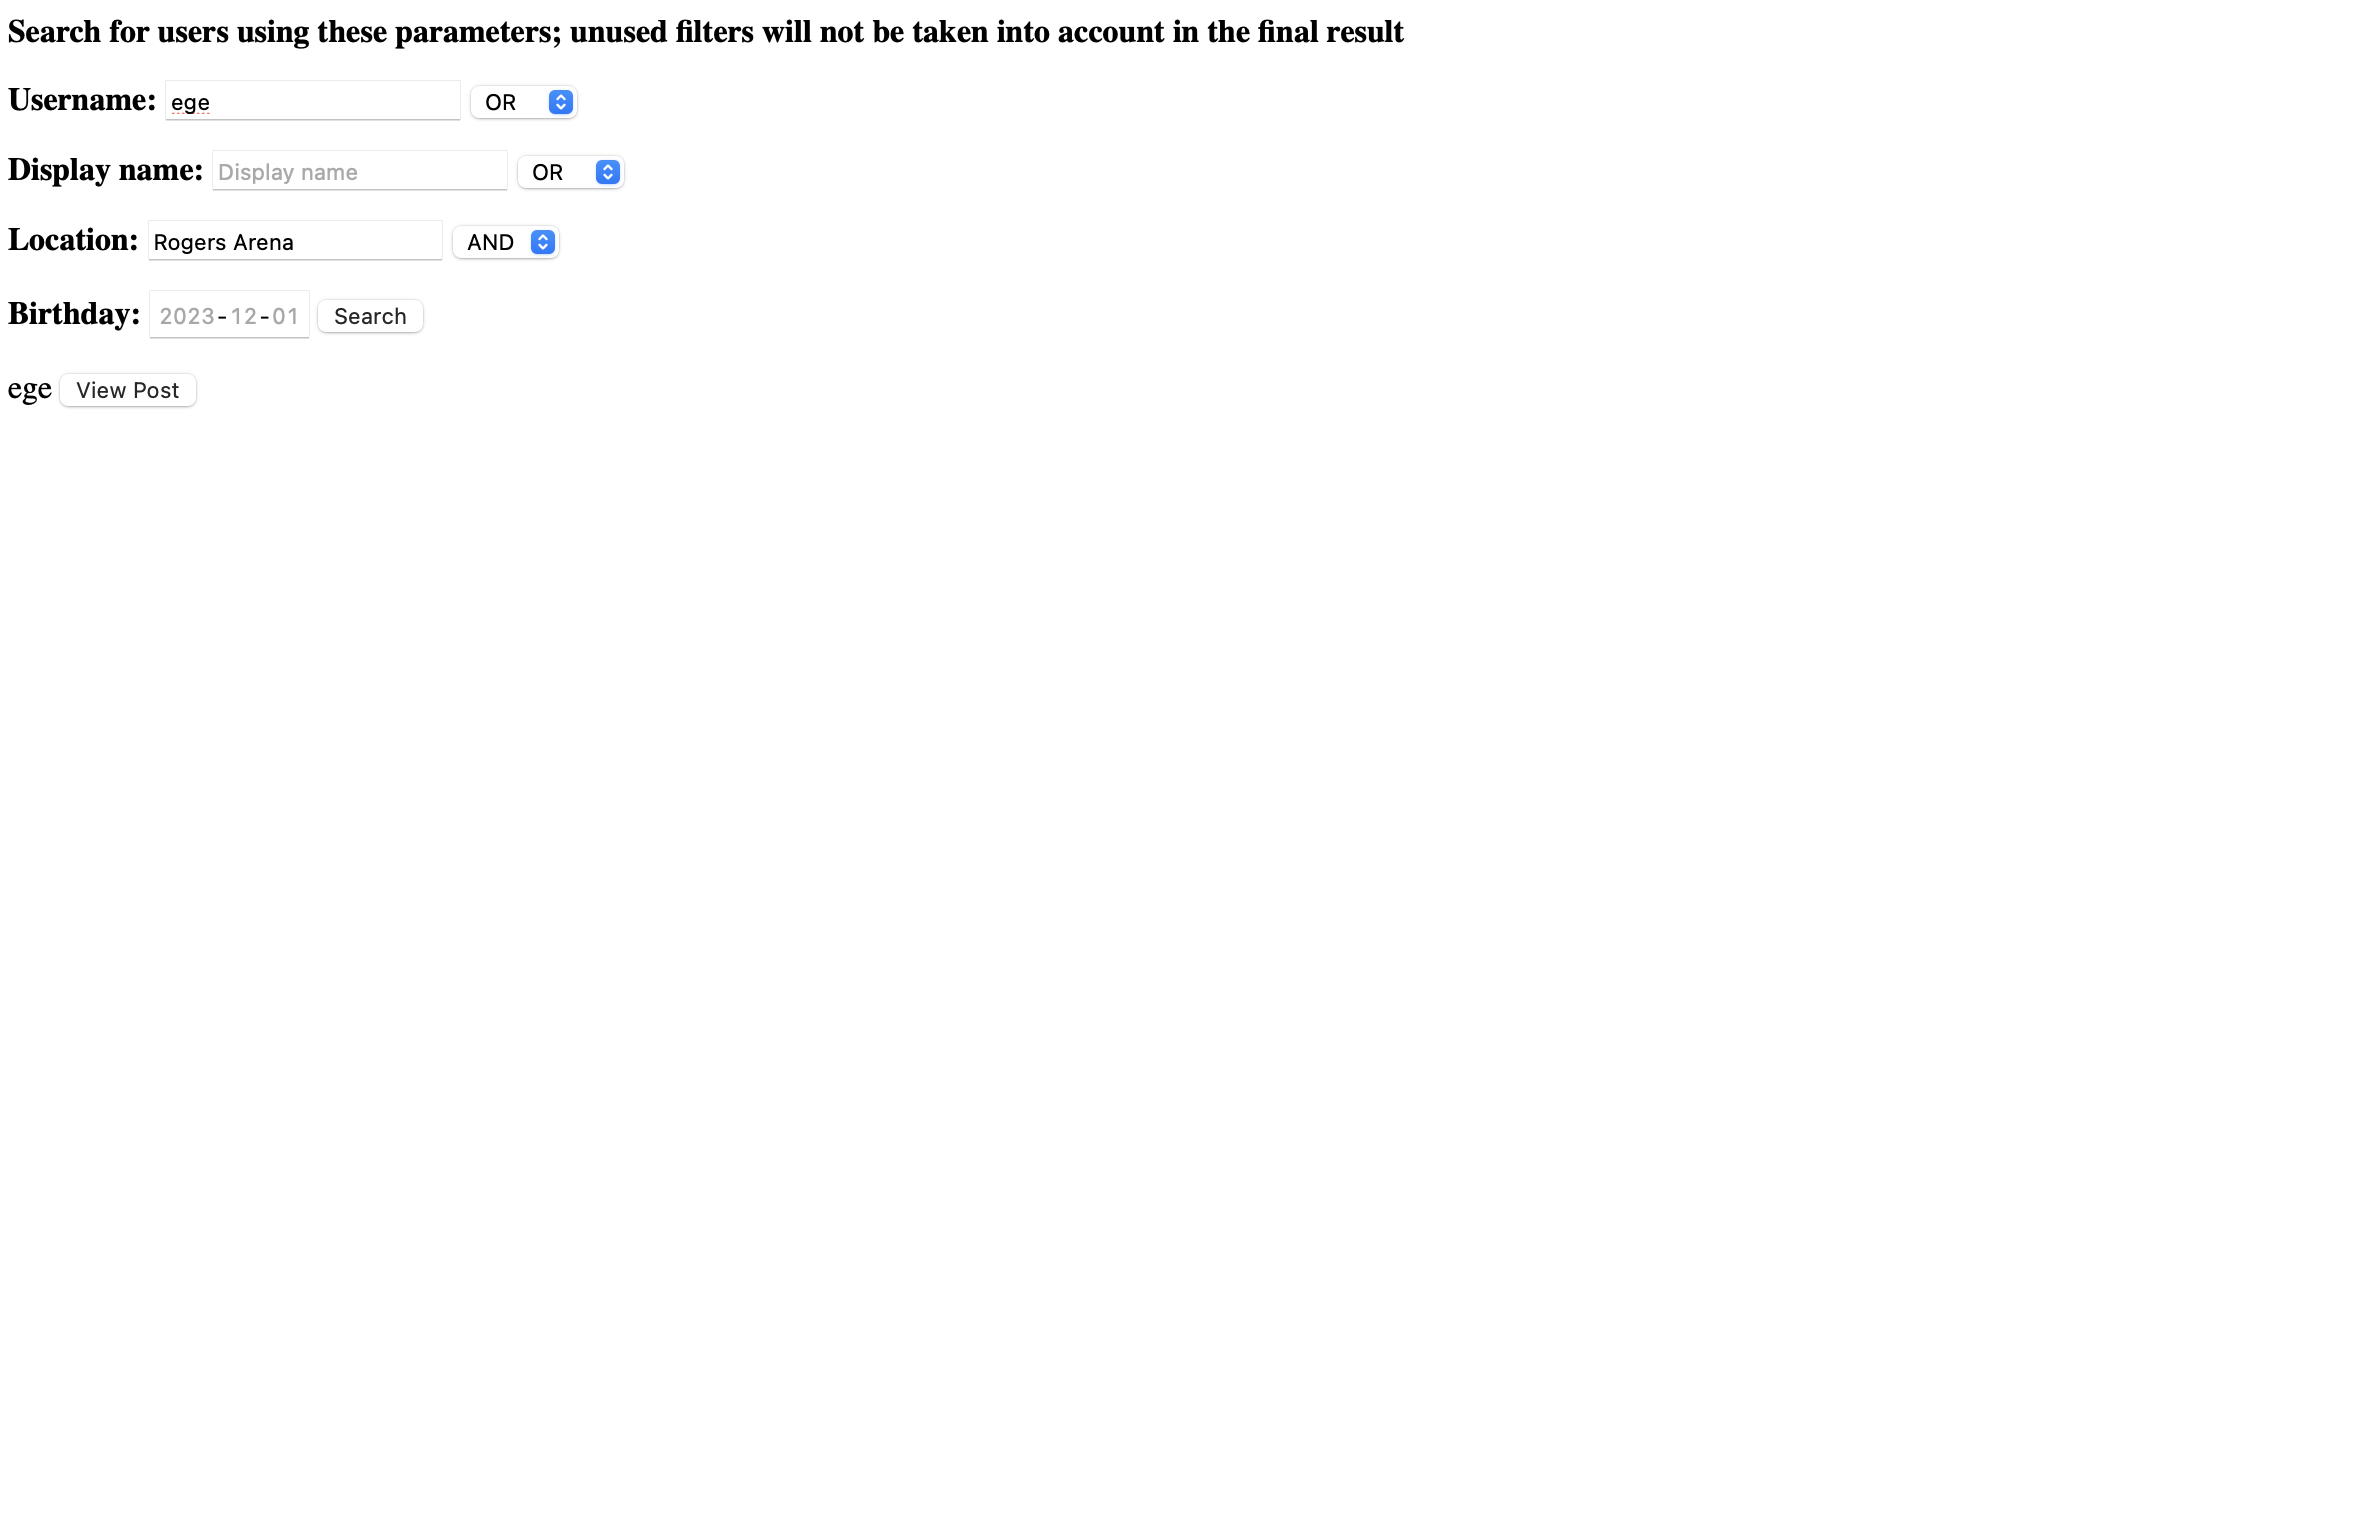 Search for users using these parameters; unused filters will not be taken into account in the final result
Username: ege OR
Display name: Display name OR
Location: Rogers Arena AND
Birthday: 2023-12-01 Search
ege View Post